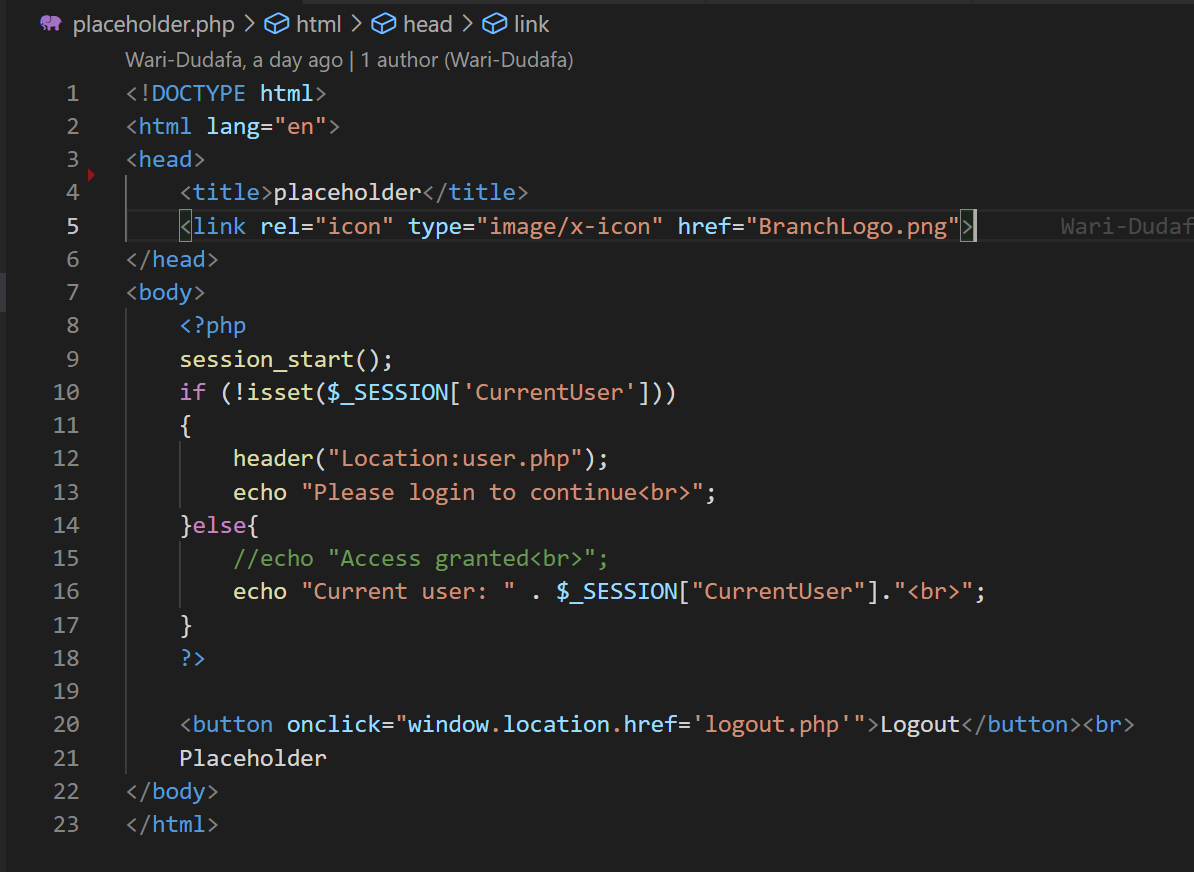 placeholder.php > html > head > link
Wari-Dudafa, a day ago | 1 author (Wari-Dudafa)
1 <!DOCTYPE html>
2 <html lang="en">
3 <head>
4 <title>placeholder</title>
5 <link rel="icon" type="image/x-icon" href="BranchLogo.png"> Wari-Dudaf
6 </head>
7 <body>
8 <?php
9 session_start();
10 if (!isset($_SESSION['CurrentUser']))
11 {
12 header("Location:user.php");
13 echo "Please login to continue<br>";
14 }else{
15 //echo "Access granted<br>";
16 echo "Current user: " . $_SESSION["CurrentUser"]."<br>";
17 }
18 ?>
19
20 <button onclick="window.location.href='logout.php'">Logout</button><br>
21 Placeholder
22 </body>
23 </html>